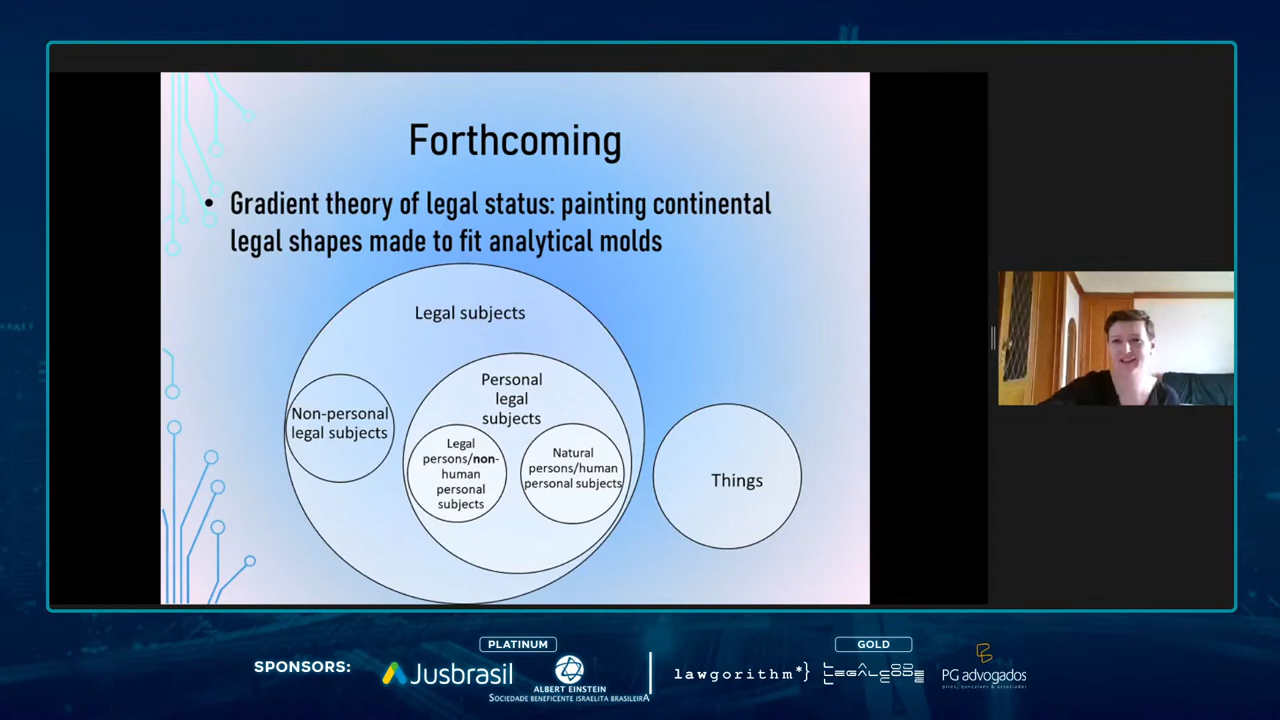 Forthcoming
• Gradient theory of legal status: painting continental
legal shapes made to fit analytical molds
Legal subjects
Personal
legal
subjects
Non-personal
legal subjects
Legal
persons/non-
human
personal
subjects
Natural
persons/human
personal subjects
Things
PLATINUM
GOLD
SPONSORS:
Jusbrasil
ALBERT EINSTEIN
SOCIEDADE BENEFICENTE ISRAELITA BRASILEIRA
lawgorithm*}
LEGALCODE
PG advogados